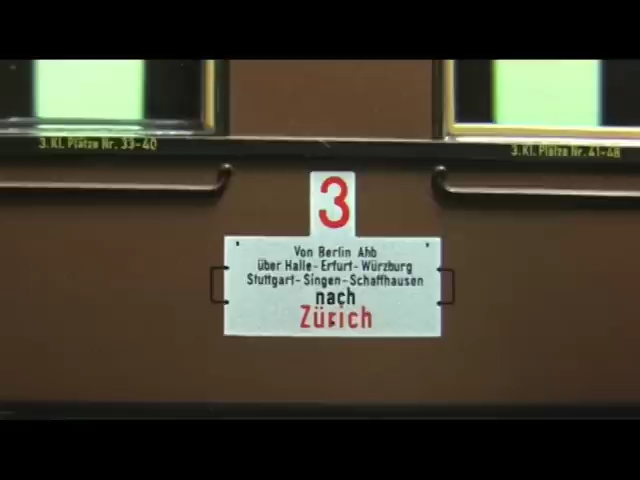 3.Kl. Plätze Nr. 33-40
3.Kl. Plätze Nr. 41-48
3
Von Berlin Ahb
über Halle-Erfurt-Würzburg
Stuttgart-Singen-Schaffhausen
nach
Zürich